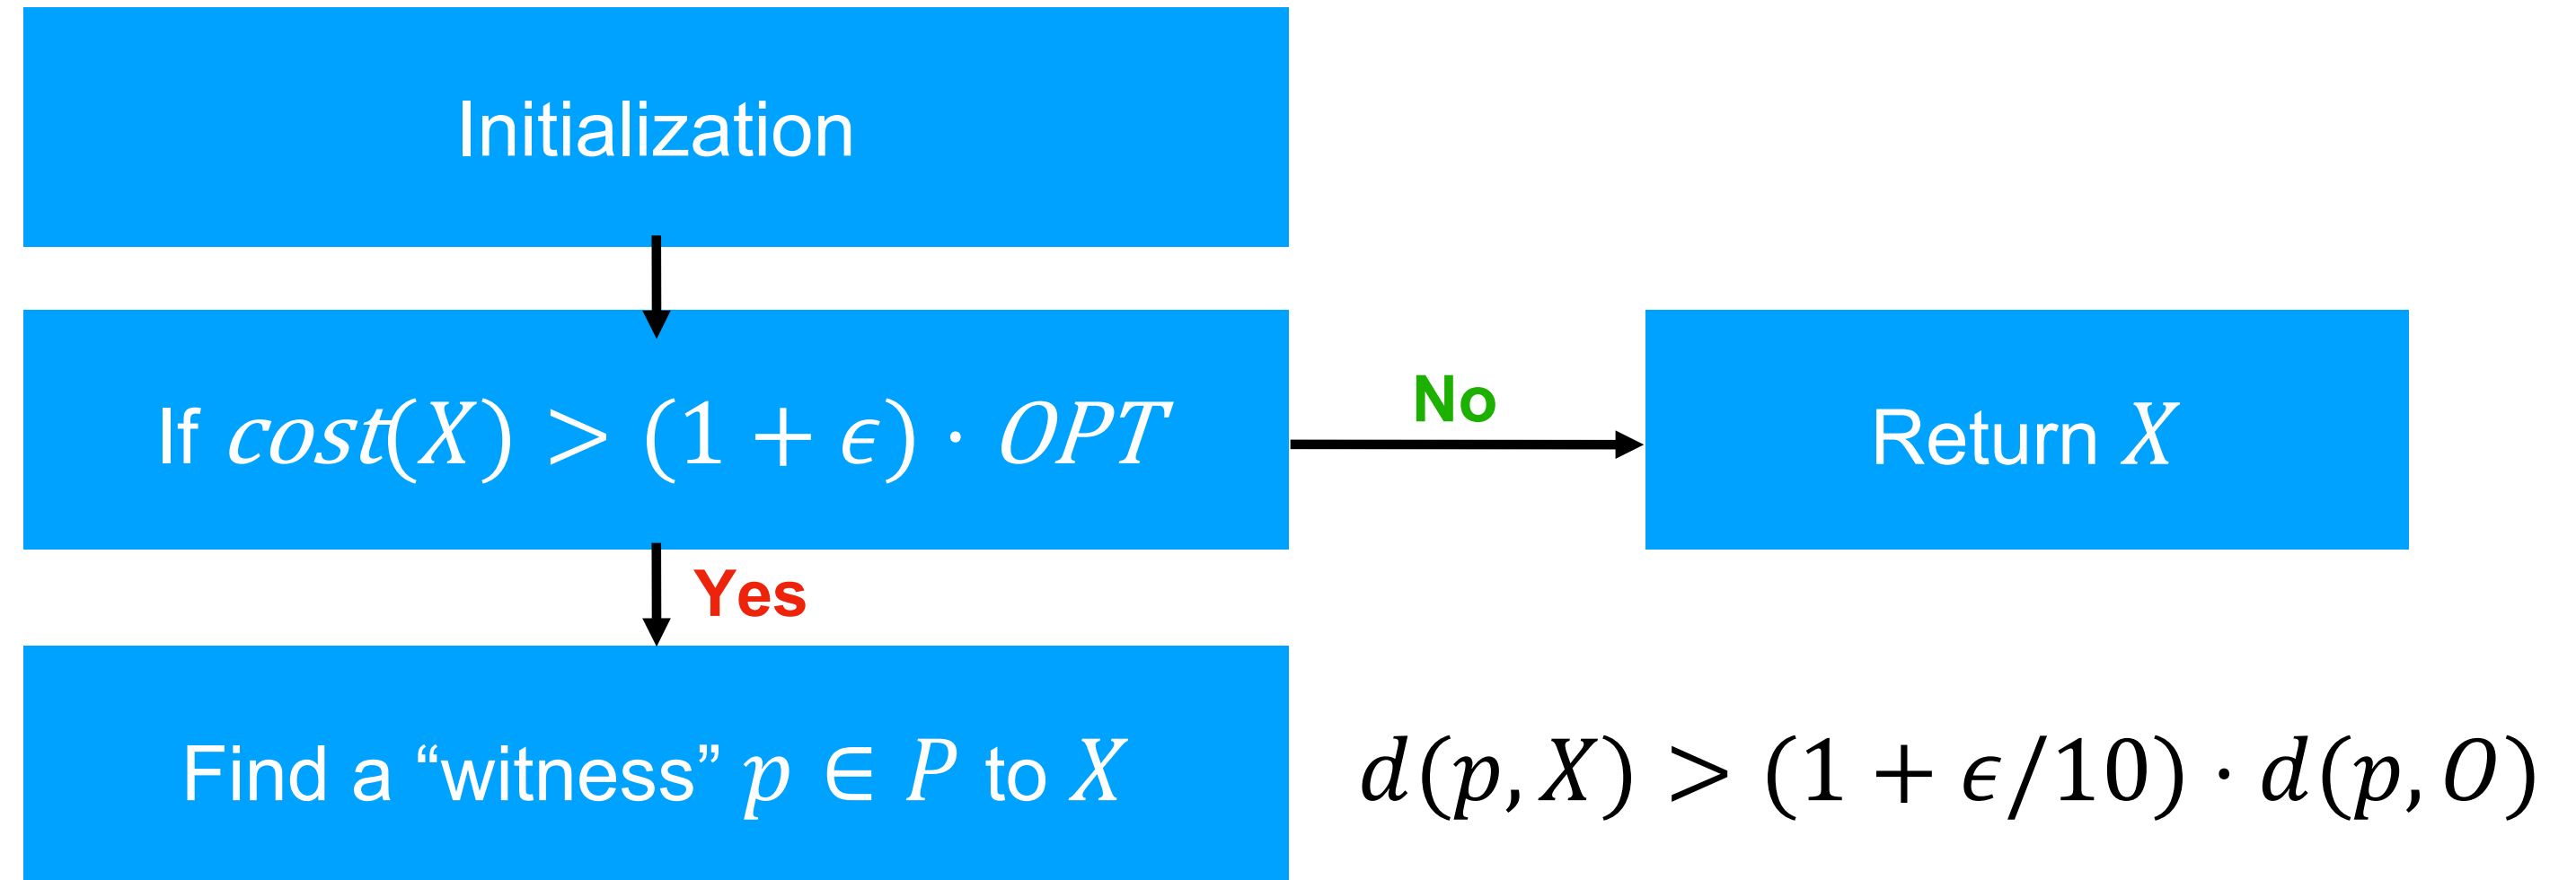 Initialization
If cost(X) > (1 + ϵ) · OPT
No
Return X
Yes
Find a “witness” p ∈ P to X
d(p, X) > (1 + ϵ/10) · d(p, O)